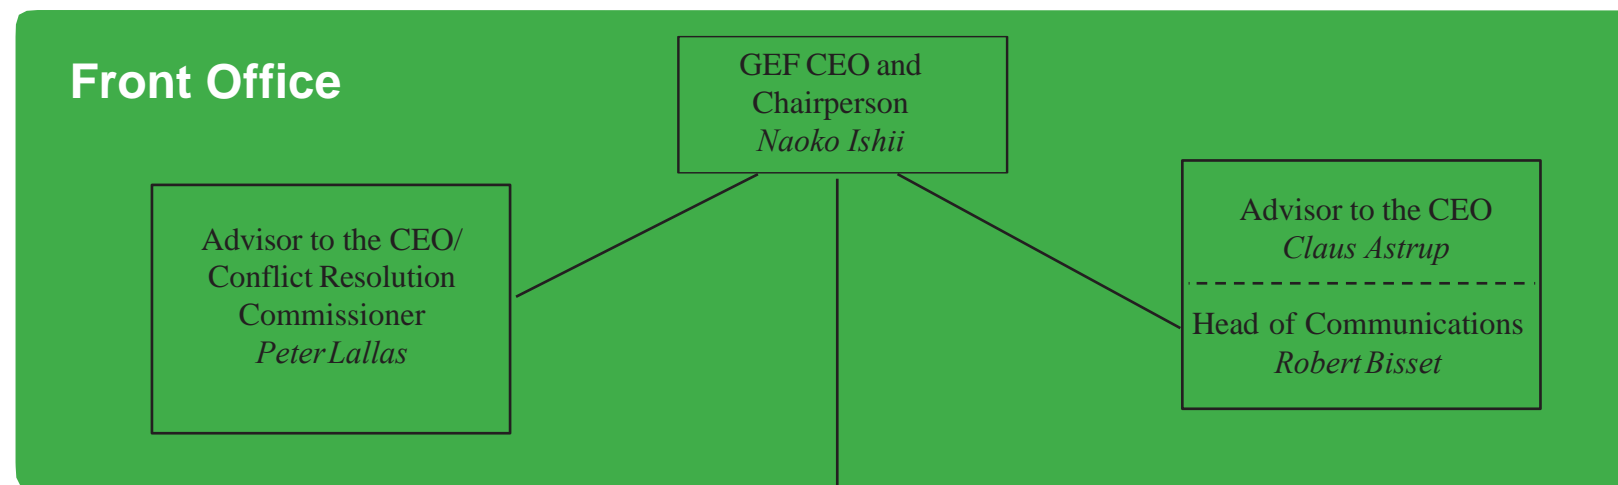 Front Office
GEF CEO and
Chairperson
Naoko Ishii
Advisor to the CEO/
Conflict Resolution
Commissioner
Peter Lallas
Advisor to the CEO
Claus Astrup
Head of Communications
Robert Bisset